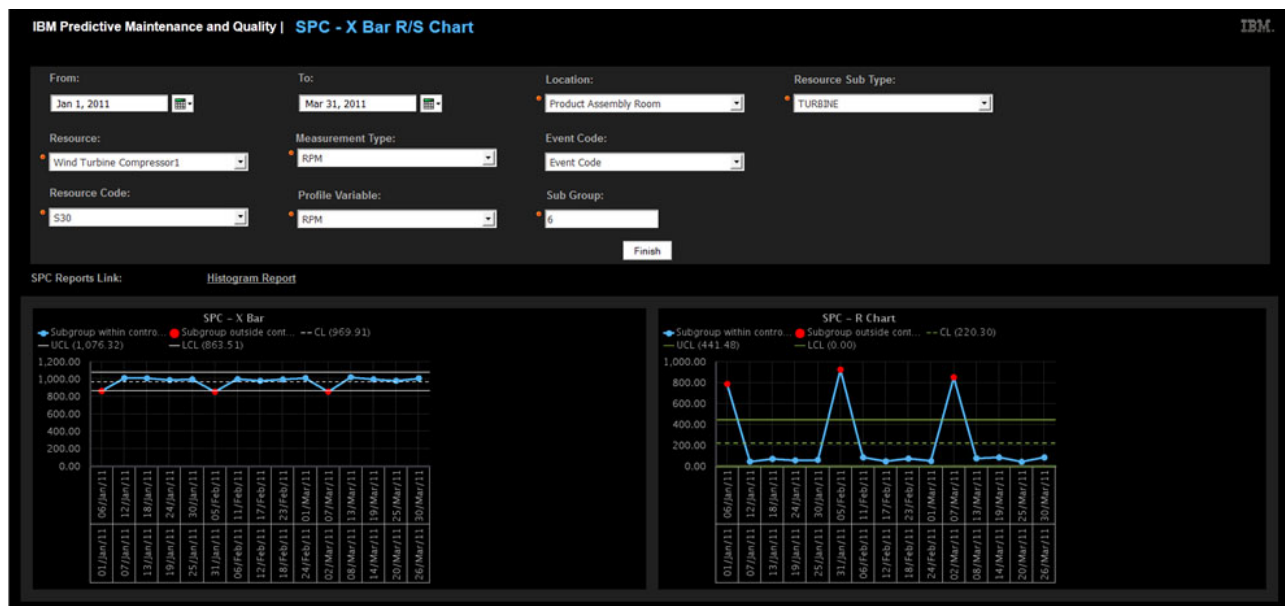 IBM Predictive Maintenance and Quality | SPC - X Bar R/S Chart
IBM.
From:
To:
Location:
Resource Sub Type:
Jan 1, 2011
Mar 31, 2011
Product Assembly Room
TURBINE
Resource:
Measurement Type:
Event Code:
Wind Turbine Compressor1
RPM
Event Code
Resource Code:
Profile Variable:
Sub Group:
S30
RPM
6
Finish
SPC Reports Link:
Histogram Report
SPC – X Bar
Subgroup within contro... Subgroup outside cont... CL (969.91)
UCL (1,076.32) LCL (863.51)
1,200.00
1,000.00
800.00
600.00
400.00
200.00
0.00
06/Jan/11 12/Jan/11 18/Jan/11 24/Jan/11 30/Jan/11 05/Feb/11 11/Feb/11 17/Feb/11 23/Feb/11 01/Mar/11 07/Mar/11 13/Mar/11 19/Mar/11 25/Mar/11 30/Mar/11
01/Jan/11 07/Jan/11 13/Jan/11 19/Jan/11 25/Jan/11 31/Jan/11 06/Feb/11 12/Feb/11 18/Feb/11 24/Feb/11 02/Mar/11 08/Mar/11 14/Mar/11 20/Mar/11 26/Mar/11
SPC – R Chart
Subgroup within contro... Subgroup outside cont... CL (220.30)
UCL (441.48) LCL (0.00)
1,000.00
800.00
600.00
400.00
200.00
0.00
06/Jan/11 12/Jan/11 18/Jan/11 24/Jan/11 30/Jan/11 05/Feb/11 11/Feb/11 17/Feb/11 23/Feb/11 01/Mar/11 07/Mar/11 13/Mar/11 19/Mar/11 25/Mar/11 30/Mar/11
01/Jan/11 07/Jan/11 13/Jan/11 19/Jan/11 25/Jan/11 31/Jan/11 06/Feb/11 12/Feb/11 18/Feb/11 24/Feb/11 02/Mar/11 08/Mar/11 14/Mar/11 20/Mar/11 26/Mar/11